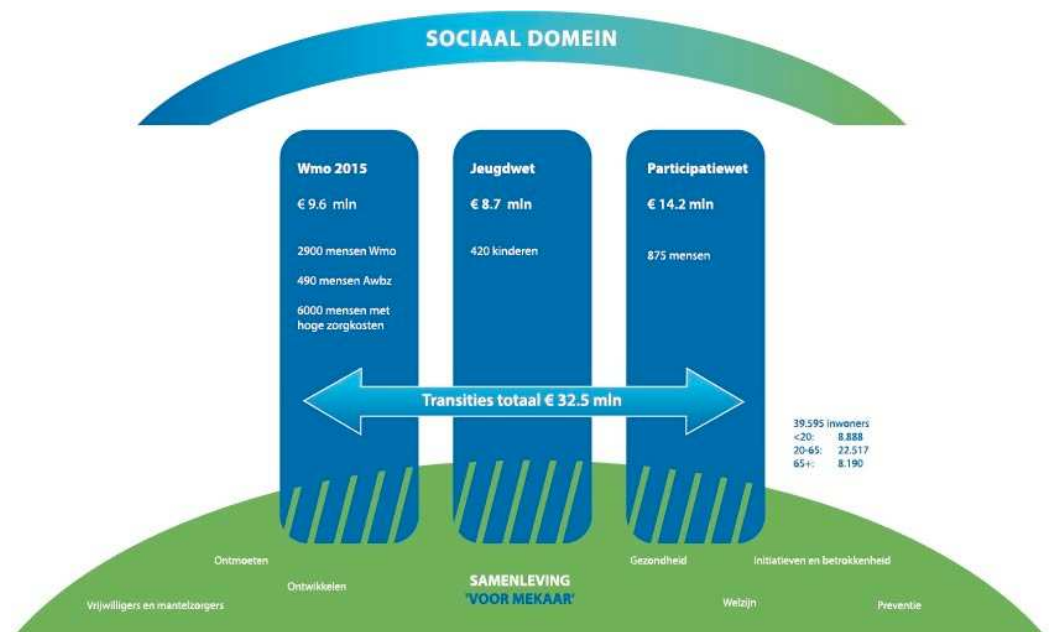 SOCIAAL DOMEIN
Wmo 2015
€ 9.6 mln
2900 mensen Wmo
490 mensen Awbz
6000 mensen met
hoge zorgkosten
Jeugdwet
€ 8.7 mln
420 kinderen
Participatiewet
€ 14.2 mln
875 mensen
Transities totaal € 32.5 mln
39.595 inwoners
<20: 8.888
20-65: 22.517
65+: 8.190
Ontmoeten
Ontwikkelen
Vrijwilligers en mantelzorgers
SAMENLEVING
'VOOR MEKAAR'
Gezondheid
Initiatieven en betrokkenheid
Welzijn
Preventie